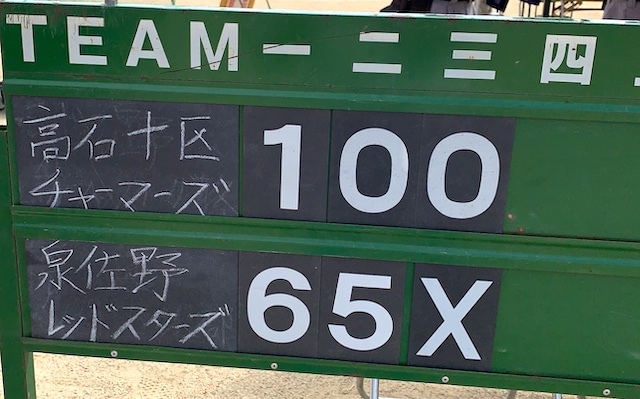 TEAM 一 二 三 四
高石十区
チャーマーズ
1 0 0
泉佐野
レッドスターズ
6 5 X